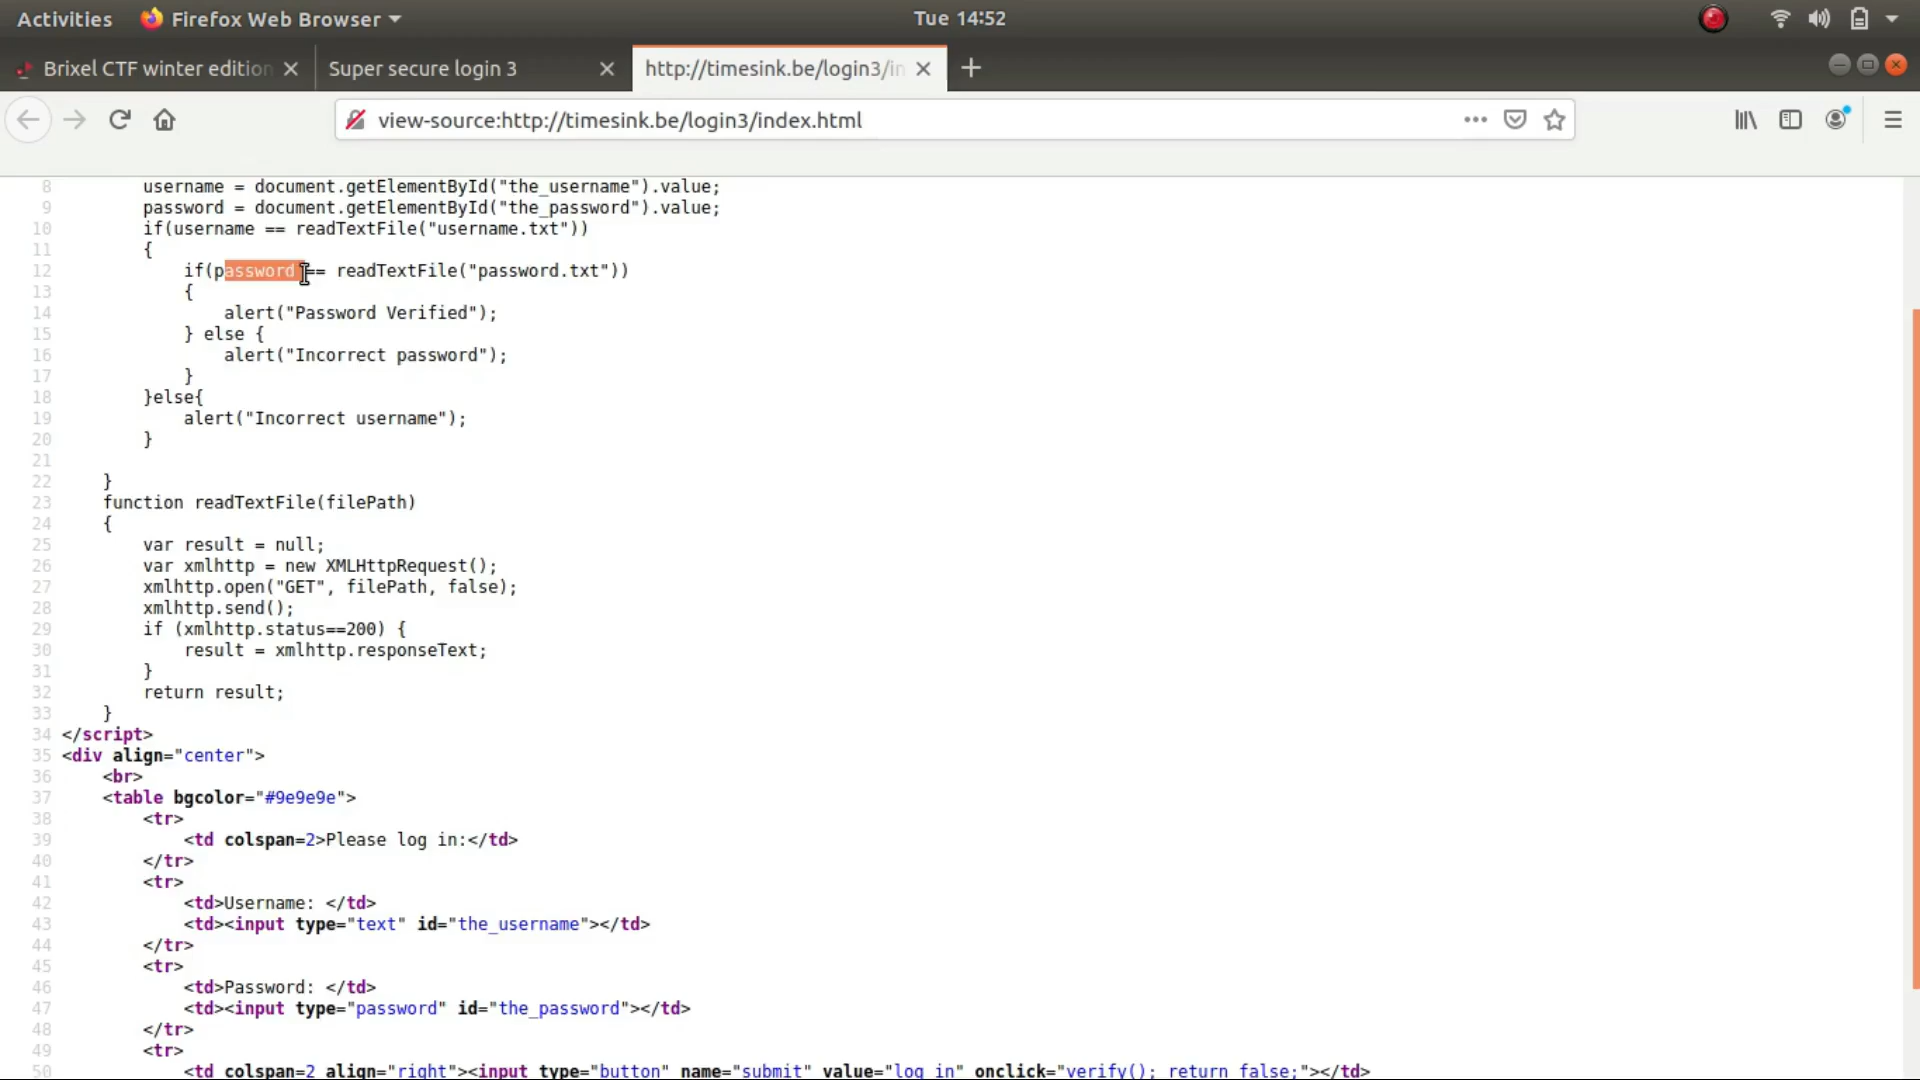 Activities Firefox Web Browser Tue 14:52
Brixel CTF winter edition Super secure login 3 http://timesink.be/login3/in
view-source:http://timesink.be/login3/index.html
8 username = document.getElementById("the_username").value;
9 password = document.getElementById("the_password").value;
10 if(username == readTextFile("username.txt"))
11 {
12 if(password == readTextFile("password.txt"))
13 {
14 alert("Password Verified");
15 } else {
16 alert("Incorrect password");
17 }
18 }else{
19 alert("Incorrect username");
20 }
21
22 }
23 function readTextFile(filePath)
24 {
25 var result = null;
26 var xmlhttp = new XMLHttpRequest();
27 xmlhttp.open("GET", filePath, false);
28 xmlhttp.send();
29 if (xmlhttp.status==200) {
30 result = xmlhttp.responseText;
31 }
32 return result;
33 }
34 </script>
35 <div align="center">
36 <br>
37 <table bgcolor="#9e9e9e">
38 <tr>
39 <td colspan=2>Please log in:</td>
40 </tr>
41 <tr>
42 <td>Username: </td>
43 <td><input type="text" id="the_username"></td>
44 </tr>
45 <tr>
46 <td>Password: </td>
47 <td><input type="password" id="the_password"></td>
48 </tr>
49 <tr>
50 <td colspan=2 align="right"><input type="button" name="submit" value="log in" onclick="verify(); return false;"></td>